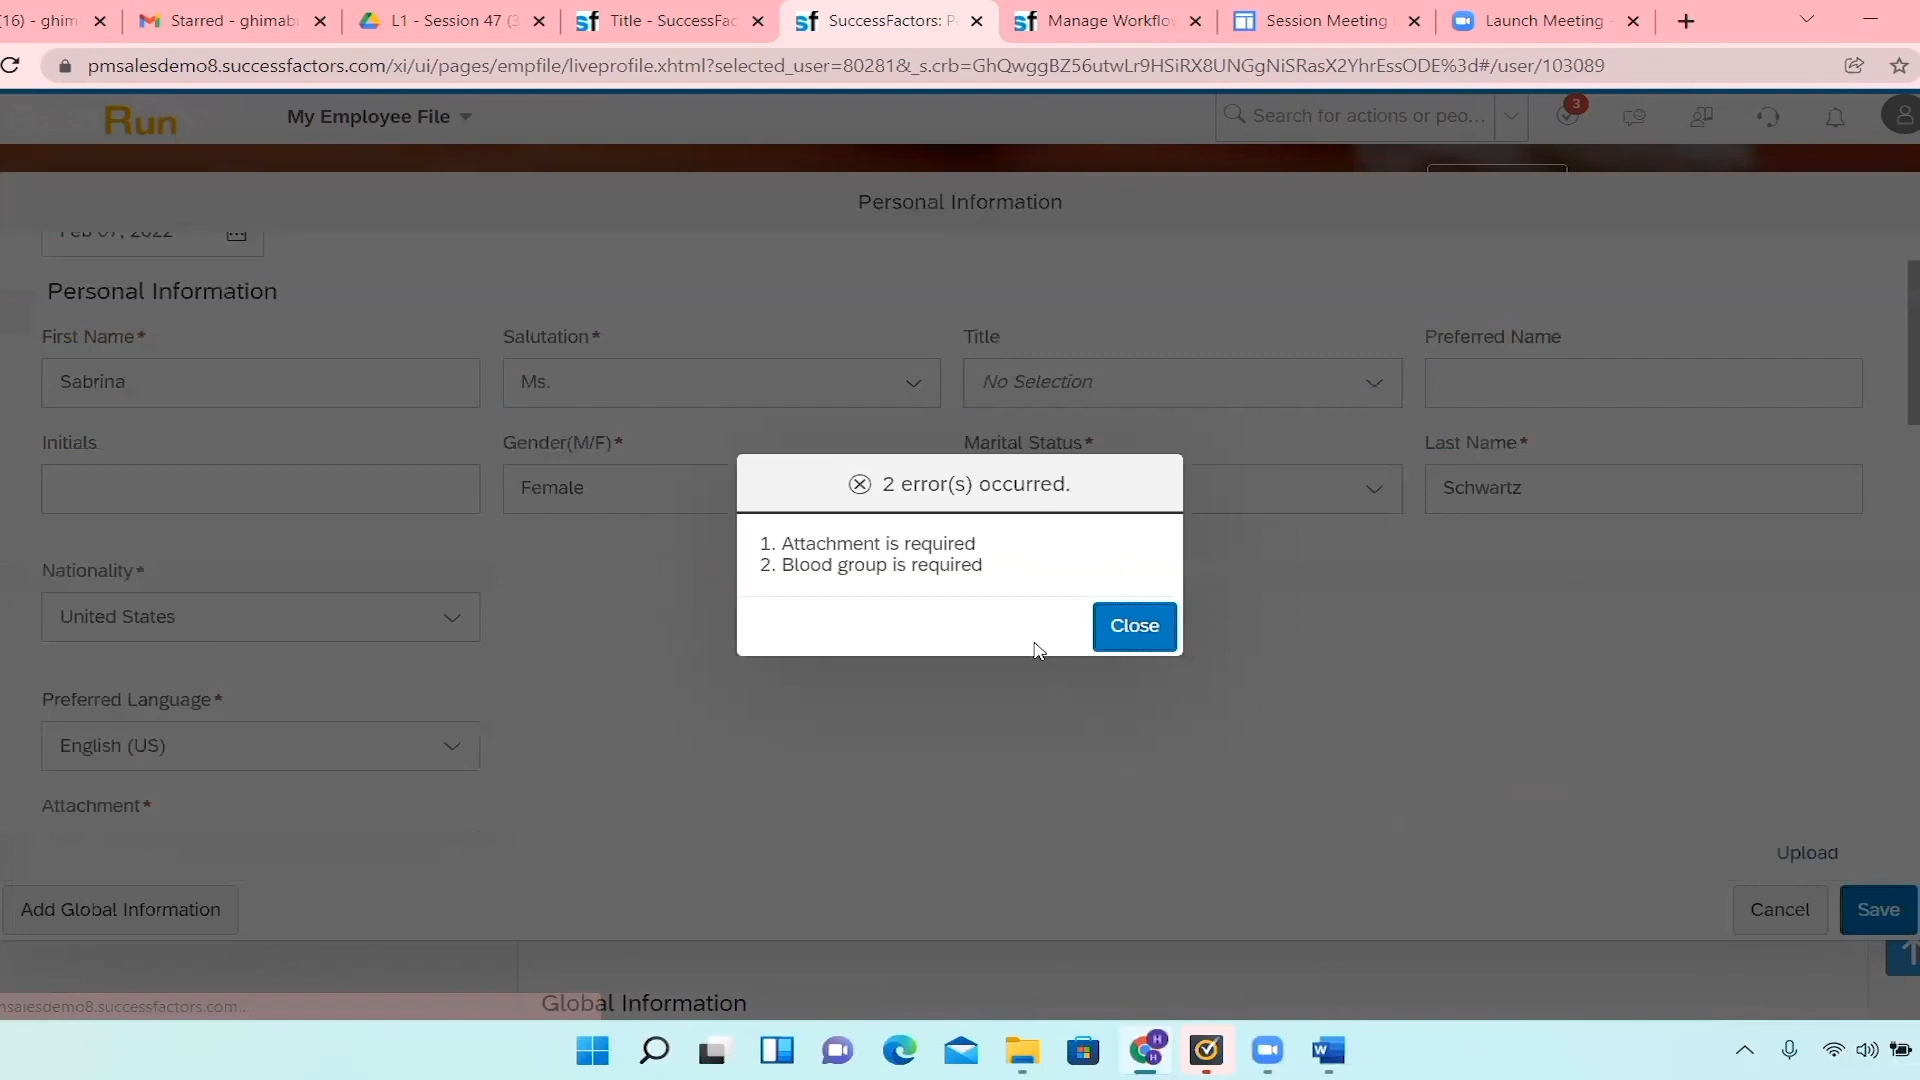 (16) - ghim
Starred - ghimab
L1 - Session 47 (3
Title - SuccessFac
SuccessFactors: P
Manage Workflo
Session Meeting
Launch Meeting -
pmsalesdemo8.successfactors.com/xi/ui/pages/empfile/liveprofile.xhtml?selected_user=80281&_s.crb=GhQwggBZ56utwLr9HSiRX8UNGgNiSRasX2YhrEssODE%3d#/user/103089
Run
My Employee File
Search for actions or peo...
3
Personal Information
Feb 07, 2022
Personal Information
First Name*
Salutation*
Title
Preferred Name
Sabrina
Ms.
No Selection
Initials
Gender(M/F)*
Marital Status*
Last Name*
Female
Schwartz
2 error(s) occurred.
1. Attachment is required
2. Blood group is required
Close
Nationality*
United States
Preferred Language*
English (US)
Attachment*
Upload
Add Global Information
Cancel
Save
Global Information
msalesdemo8.successfactors.com...
H
H